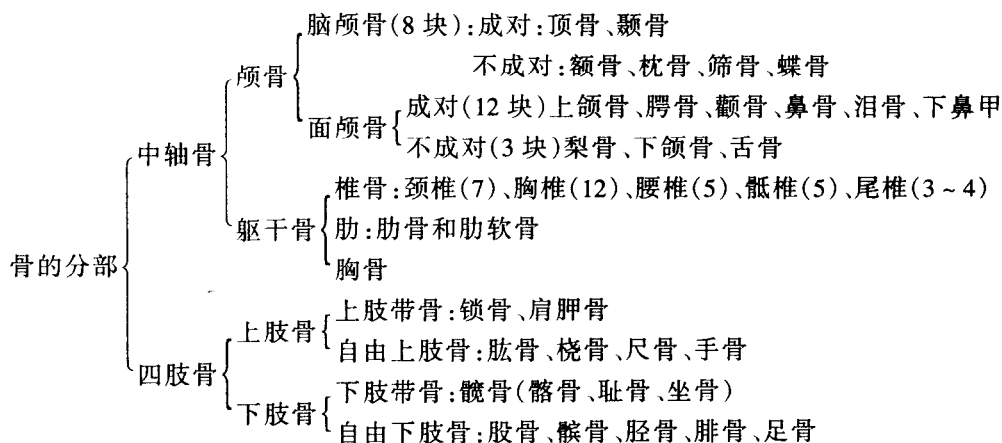 脑颅骨(8块):成对:顶骨、颞骨
不成对:额骨、枕骨、筛骨、蝶骨
颅骨
面颅骨
成对(12块)上颌骨、腭骨、颧骨、鼻骨、泪骨、下鼻甲
不成对(3块)梨骨、下颌骨、舌骨
中轴骨
椎骨:颈椎(7)、胸椎(12)、腰椎(5)、骶椎(5)、尾椎(3~4)
躯干骨
肋:肋骨和肋软骨
胸骨
骨的分部
上肢骨
上肢带骨:锁骨、肩胛骨
自由上肢骨:肱骨、桡骨、尺骨、手骨
四肢骨
下肢骨
下肢带骨:髋骨(髂骨、耻骨、坐骨)
自由下肢骨:股骨、髌骨、胫骨、腓骨、足骨